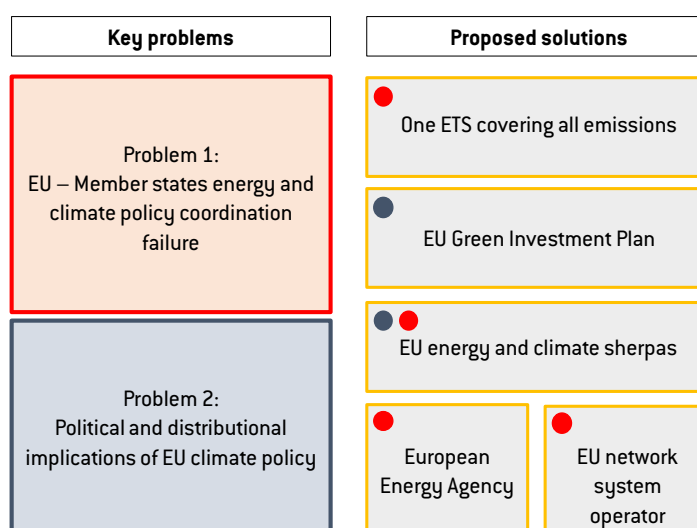 Key problems
Proposed solutions
Problem 1:
EU – Member states energy and
climate policy coordination
failure
Problem 2:
Political and distributional
implications of EU climate policy
One ETS covering all emissions
EU Green Investment Plan
EU energy and climate sherpas
European
Energy Agency
EU network
system
operator